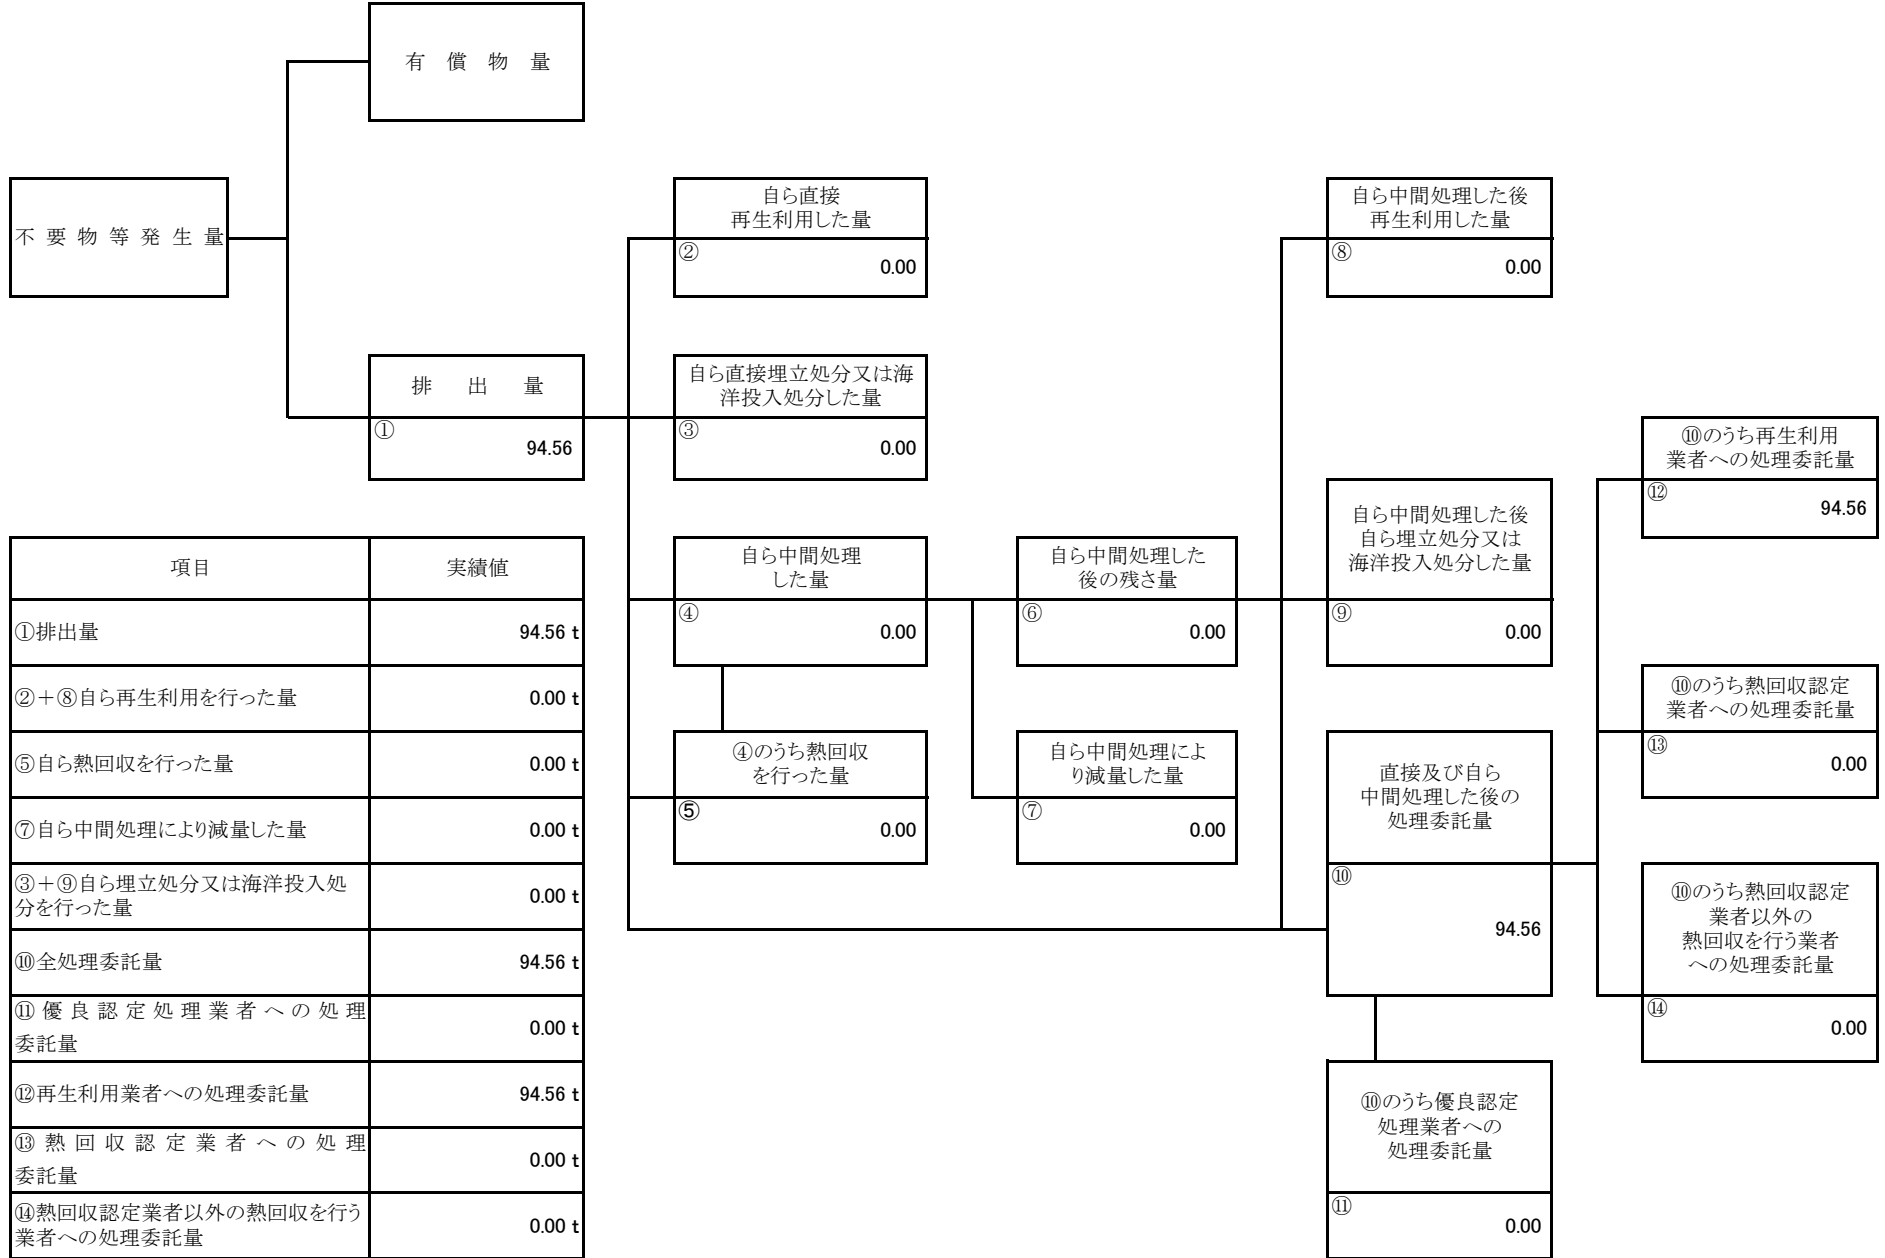 有償物量
不要物等発生量
排出量
①
94.56
自ら直接
再生利用した量
②
0.00
自ら直接埋立処分又は海
洋投入処分した量
③
0.00
自ら中間処理
した量
④
0.00
④のうち熱回収
を行った量
⑤
0.00
自ら中間処理した
後の残さ量
⑥
0.00
自ら中間処理によ
り減量した量
⑦
0.00
自ら中間処理した後
再生利用した量
⑧
0.00
自ら中間処理した後
自ら埋立処分又は
海洋投入処分した量
⑨
0.00
直接及び自ら
中間処理した後の
処理委託量
⑩
94.56
⑩のうち優良認定
処理業者への
処理委託量
⑪
0.00
⑩のうち再生利用
業者への処理委託量
⑫
94.56
⑩のうち熱回収認定
業者への処理委託量
⑬
0.00
⑩のうち熱回収認定
業者以外の
熱回収を行う業者
への処理委託量
⑭
0.00
項目 実績値
①排出量 94.56 t
②＋⑧自ら再生利用を行った量 0.00 t
⑤自ら熱回収を行った量 0.00 t
⑦自ら中間処理により減量した量 0.00 t
③＋⑨自ら埋立処分又は海洋投入処
分を行った量 0.00 t
⑩全処理委託量 94.56 t
⑪優良認定処理業者への処理
委託量 0.00 t
⑫再生利用業者への処理委託量 94.56 t
⑬熱回収認定業者への処理
委託量 0.00 t
⑭熱回収認定業者以外の熱回収を行う
業者への処理委託量 0.00 t